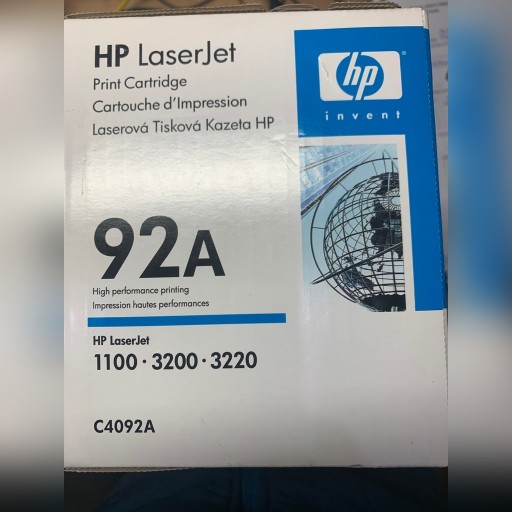 HP LaserJet
Print Cartridge
Cartouche d'Impression
Laserová Tisková Kazeta HP
hp
®
invent
92A
High performance printing
Impression hautes performances
HP LaserJet
1100 · 3200 · 3220
C4092A